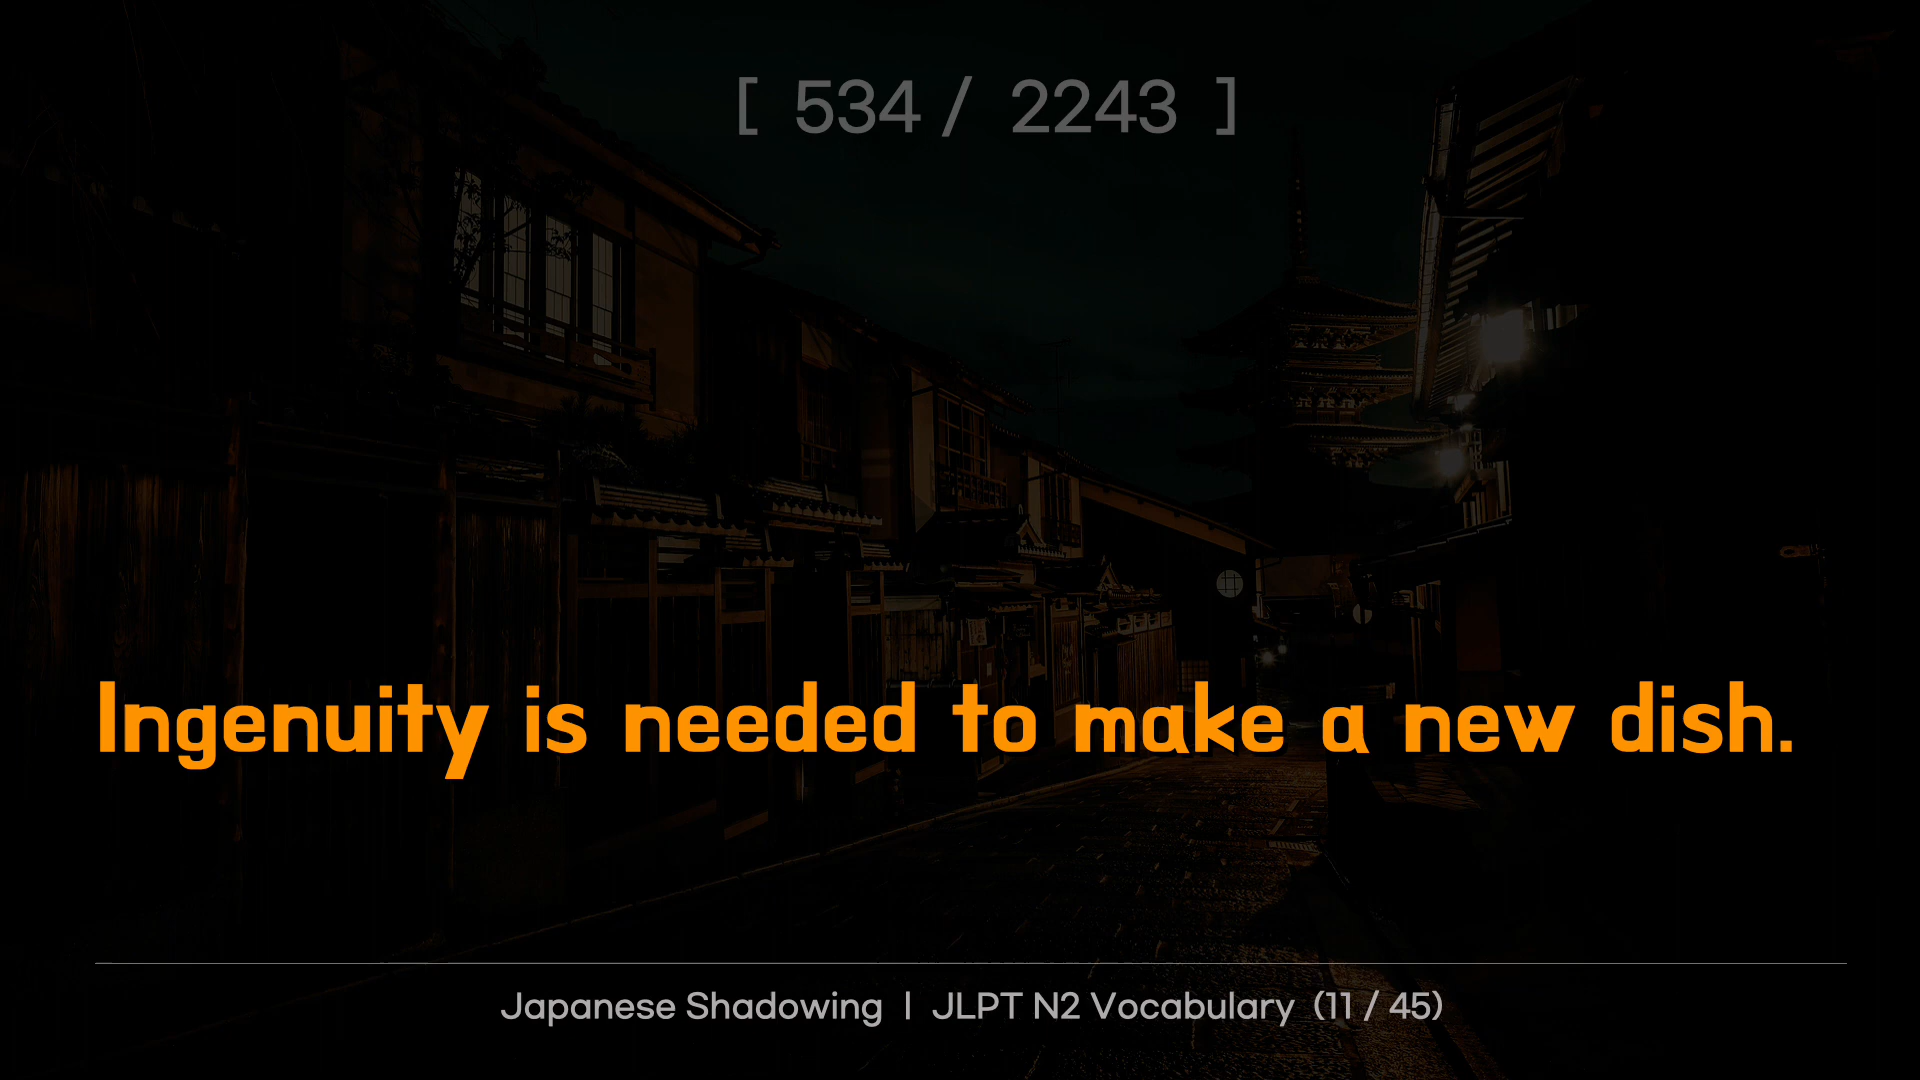 [ 534 / 2243 ]
Ingenuity is needed to make a new dish.
Japanese Shadowing | JLPT N2 Vocabulary (11 / 45)